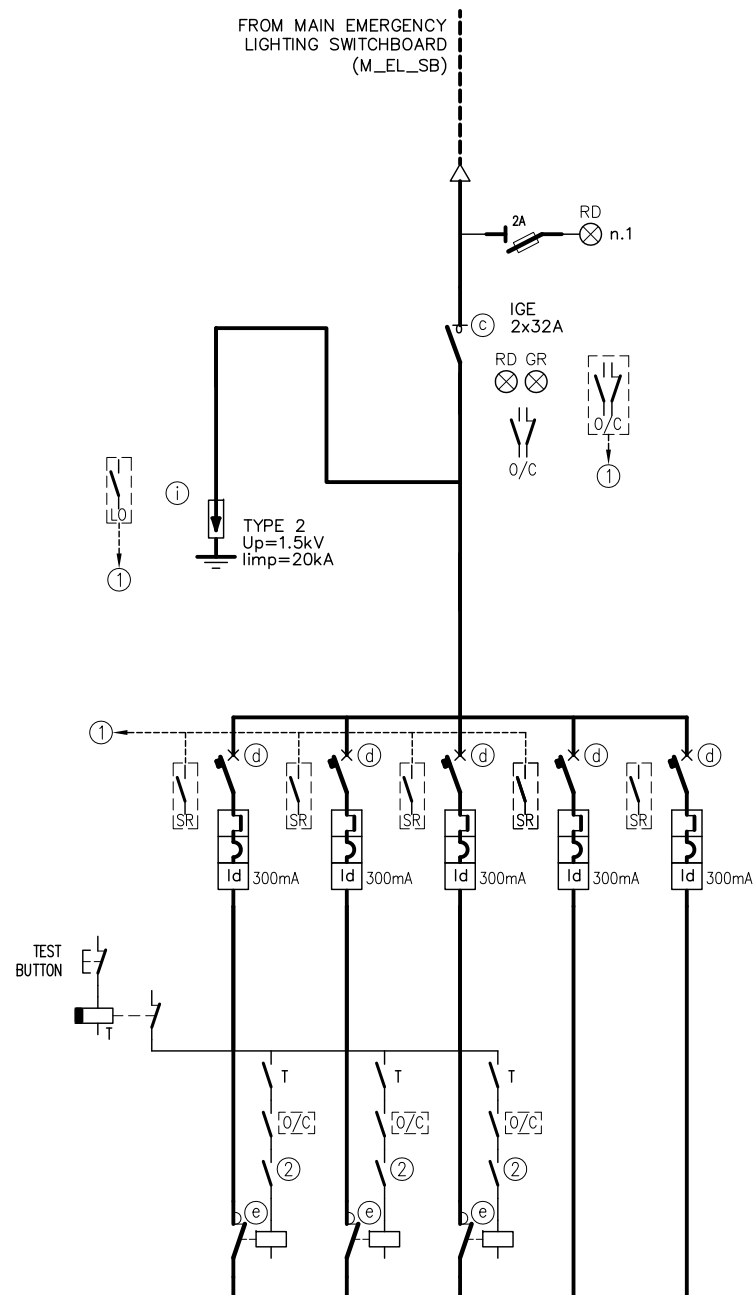 FROM MAIN EMERGENCY
LIGHTING SWITCHBOARD
(M_EL_SB)
2A
RD
n.1
c
IGE
2x32A
RD GR
O/C
O/C
1
LO
1
i
TYPE 2
Up=1.5kV
Iimp=20kA
1
d
d
d
d
d
SR
SR
SR
SR
SR
Id 300mA
Id 300mA
Id 300mA
Id 300mA
Id 300mA
TEST
BUTTON
T
T
T
T
O/C
O/C
O/C
2
2
2
e
e
e